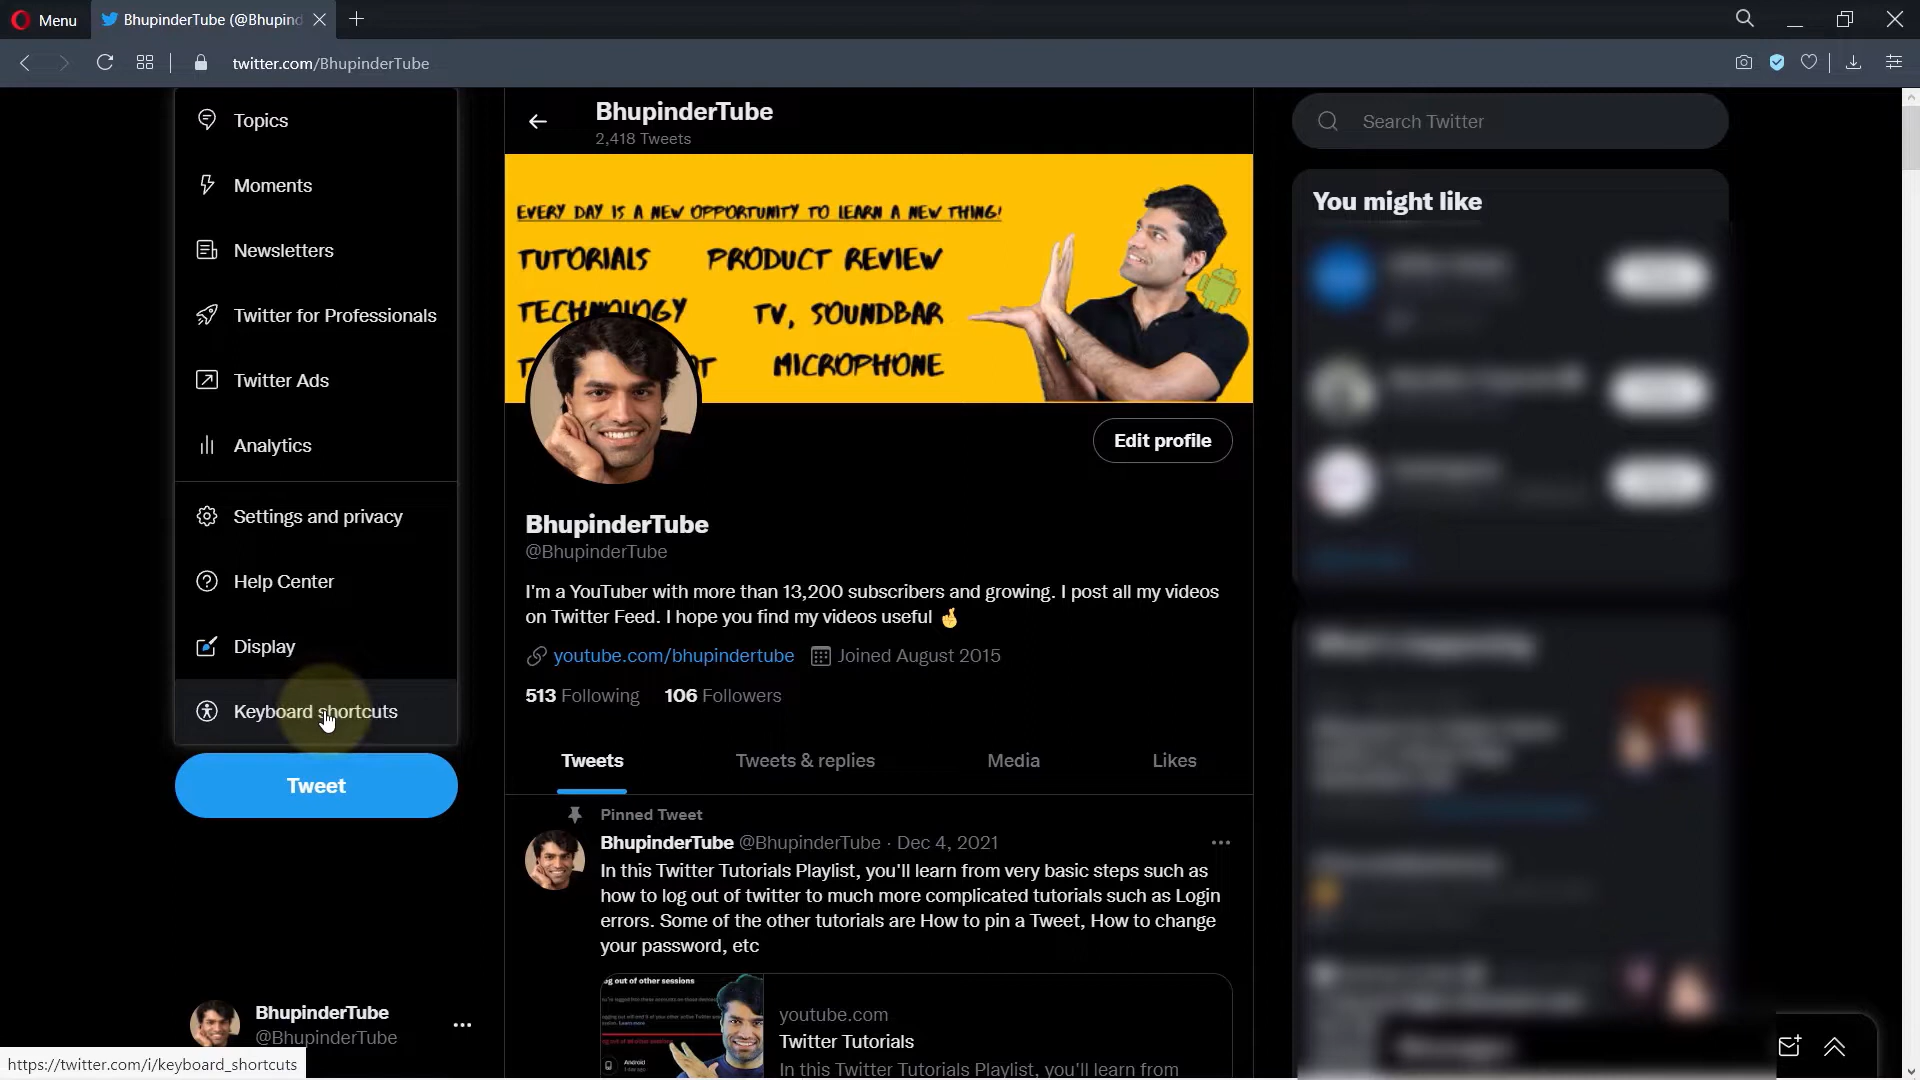 Menu
BhupinderTube (@Bhupind
twitter.com/BhupinderTube
Topics
Moments
Newsletters
Twitter for Professionals
Twitter Ads
Analytics
Settings and privacy
Help Center
Display
Keyboard shortcuts
Tweet
BhupinderTube
@BhupinderTube
https://twitter.com/i/keyboard_shortcuts
BhupinderTube
2,418 Tweets
EVERY DAY IS A NEW OPPORTUNITY TO LEARN A NEW THING!
TUTORIALS PRODUCT REVIEW
TECHNOLOGY TV, SOUNDBAR
MICROPHONE
Edit profile
BhupinderTube
@BhupinderTube
I'm a YouTuber with more than 13,200 subscribers and growing. I post all my videos
on Twitter Feed. I hope you find my videos useful 🤞
youtube.com/bhupindertube Joined August 2015
513 Following 106 Followers
Tweets Tweets & replies Media Likes
Pinned Tweet
BhupinderTube @BhupinderTube · Dec 4, 2021
In this Twitter Tutorials Playlist, you'll learn from very basic steps such as
how to log out of twitter to much more complicated tutorials such as Login
errors. Some of the other tutorials are How to pin a Tweet, How to change
your password, etc
og out of other sessions
Android
youtube.com
Twitter Tutorials
In this Twitter Tutorials Playlist, you'll learn from
Search Twitter
You might like
What's happening